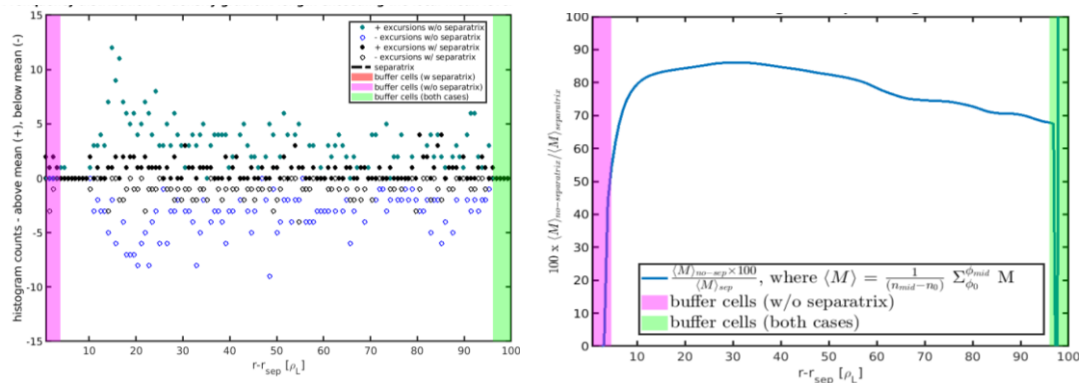 histogram counts - above mean (+), below mean (-)
15
10
5
0
-5
-10
-15
10 20 30 40 50 60 70 80 90 100
r-r_sep [ρ_L]
+ excursions w/o separatrix
- excursions w/o separatrix
+ excursions w/ separatrix
- excursions w/ separatrix
separatrix
buffer cells (w separatrix)
buffer cells (w/o separatrix)
buffer cells (both cases)
100 x ⟨M⟩_no−separatrix/⟨M⟩_separatrix
100
90
80
70
60
50
40
30
20
10
0
10 20 30 40 50 60 70 80 90 100
r-r_sep [ρ_L]
⟨M⟩_no−sep×100/⟨M⟩_sep, where ⟨M⟩ = 1/(n_mid−n_0) Σ_ϕ_0^ϕ_mid M
buffer cells (w/o separatrix)
buffer cells (both cases)